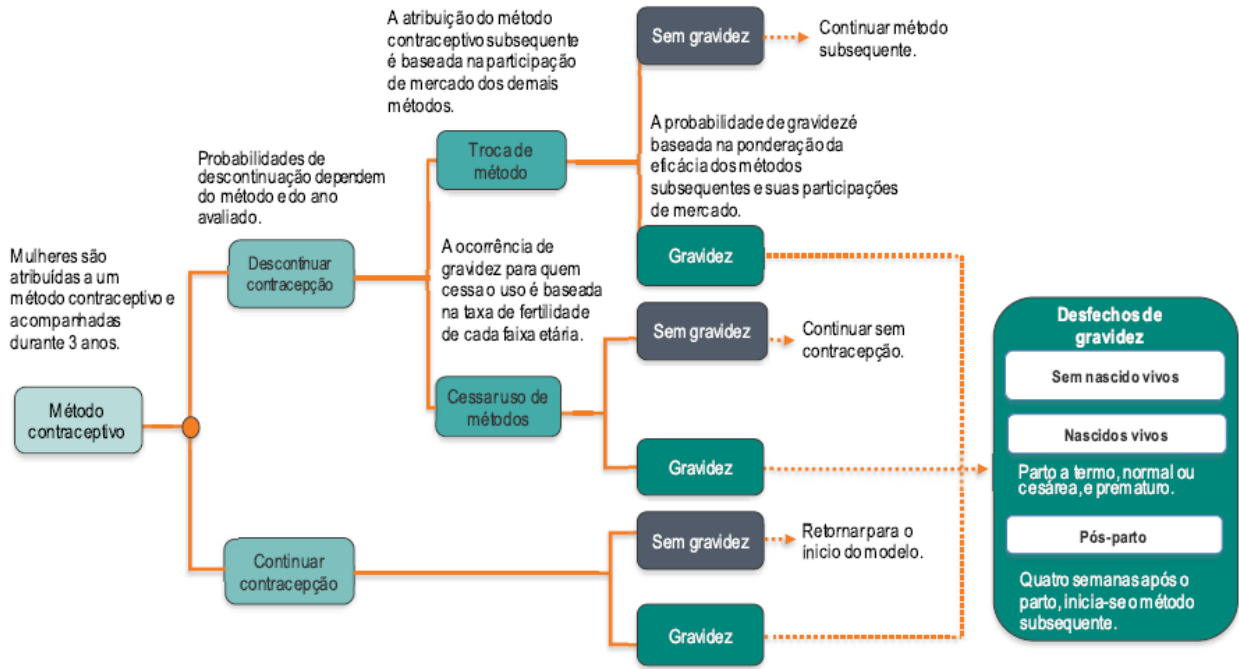 A atribuição do método
contraceptivo subsequente
é baseada na participação
de mercado dos demais
métodos.
Sem gravidez
Continuar método
subsequente.
Probabilidades de
descontinuação dependem
do método e do ano
avaliado.
Troca de
método
A probabilidade de gravidezé
baseada na ponderação da
eficácia dos métodos
subsequentes e suas participações
de mercado.
Mulheres são
atribuídas a um
método contraceptivo e
acompanhadas
durante 3 anos.
Descontinuar
contracepção
A ocorrência de
gravidez para quem
cessa o uso é baseada
na taxa de fertilidade
de cada faixa etária.
Gravidez
Sem gravidez
Continuar sem
contracepção.
Método
contraceptivo
Cessar uso de
métodos
Gravidez
Continuar
contracepção
Sem gravidez
Retornar para o
ínicio do modelo.
Gravidez
Desfechos de
gravidez
Sem nascido vivos
Nascidos vivos
Parto a termo, normal ou
cesárea, e prematuro.
Pós-parto
Quatro semanas após o
parto, inicia-se o método
subsequente.